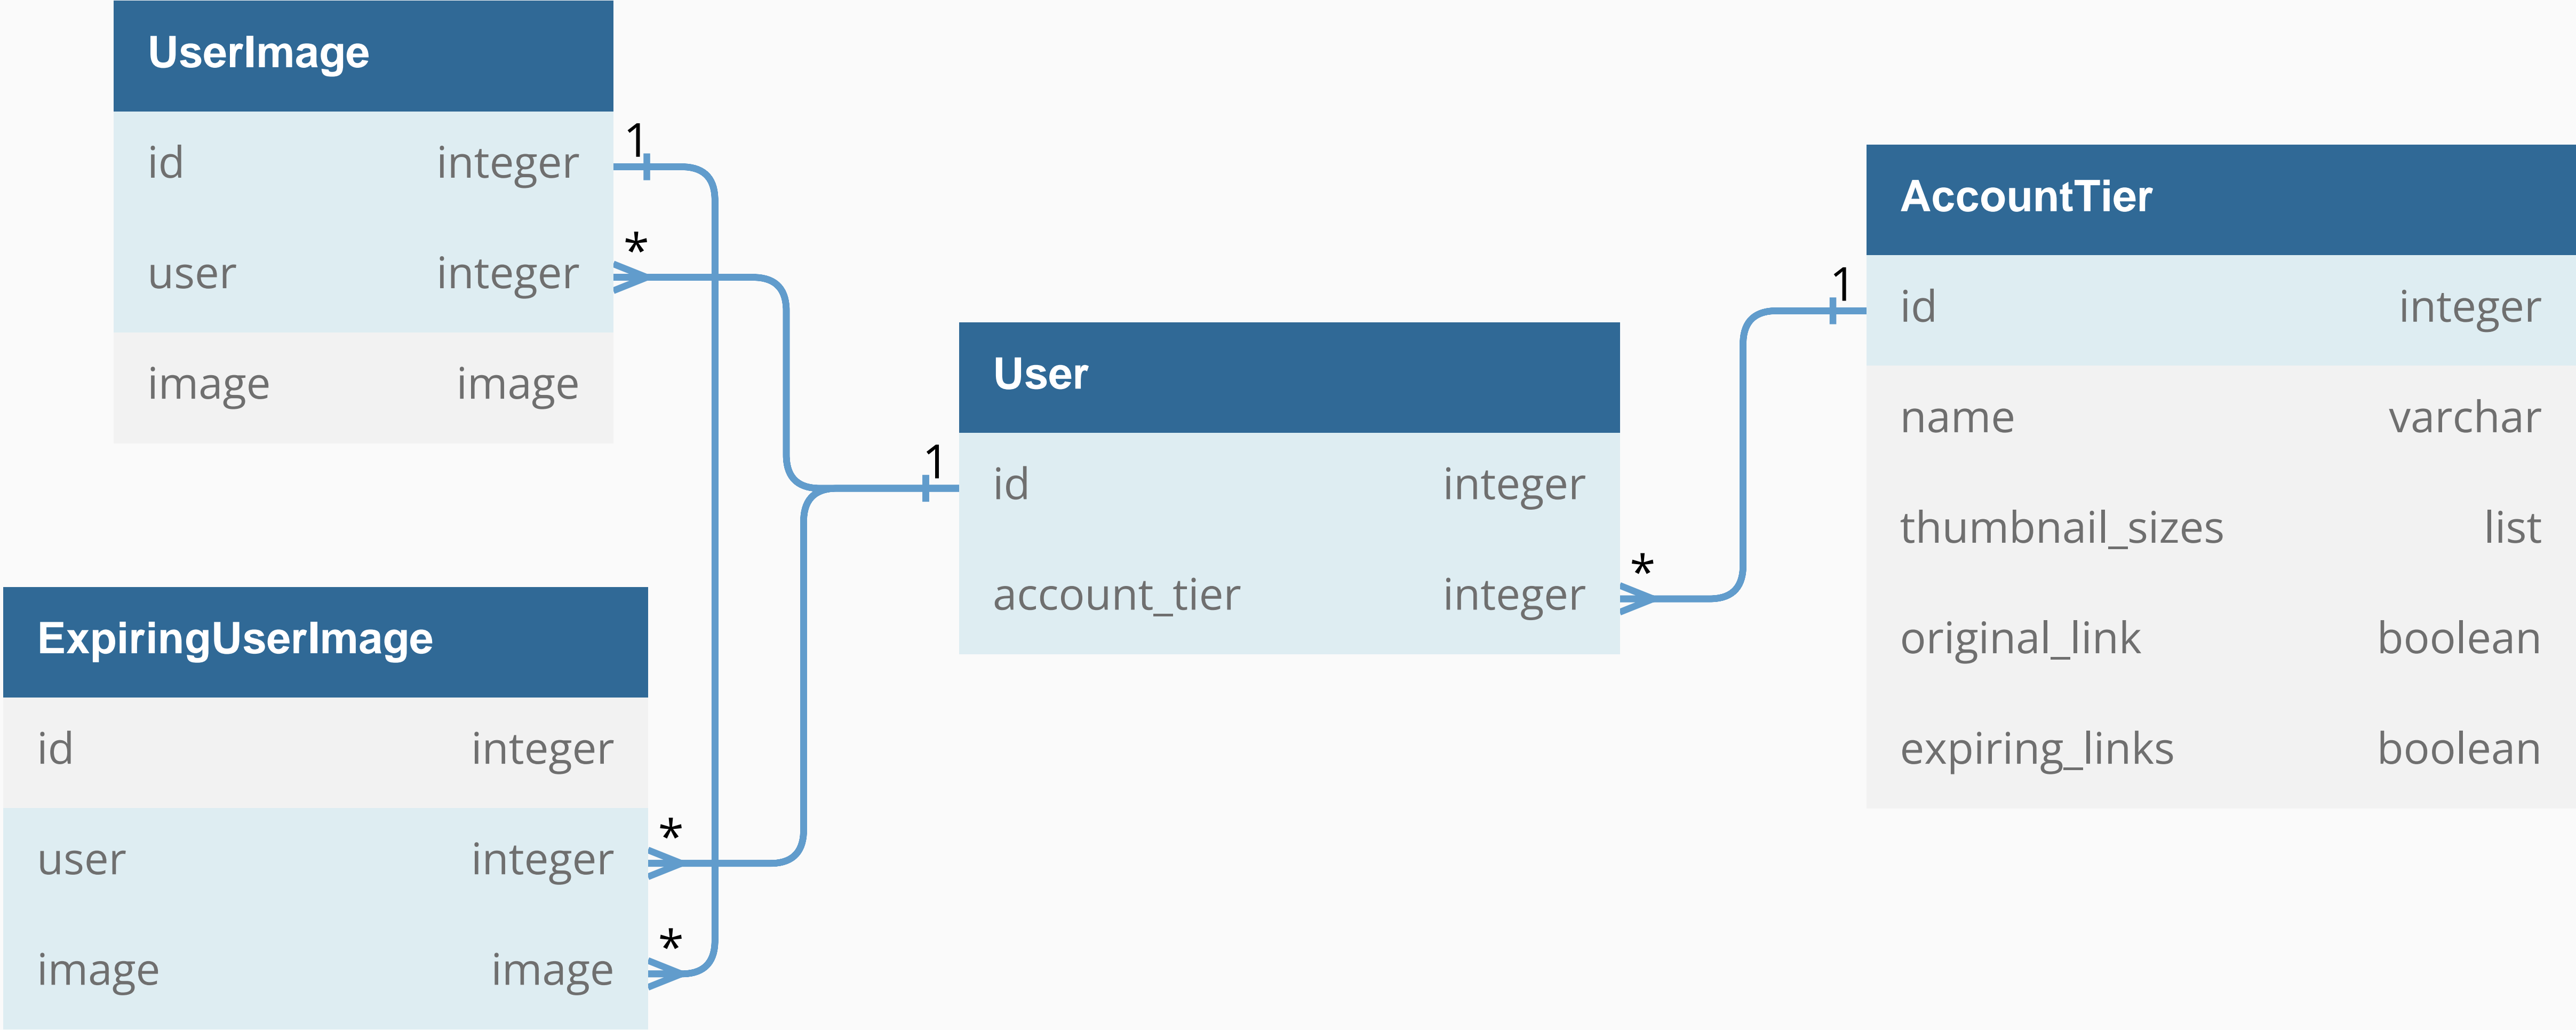 UserImage
id integer
user integer
image image
1
*
ExpiringUserImage
id integer
user integer
image image
*
*
User
id integer
account_tier integer
1
*
AccountTier
id integer
name varchar
thumbnail_sizes list
original_link boolean
expiring_links boolean
1